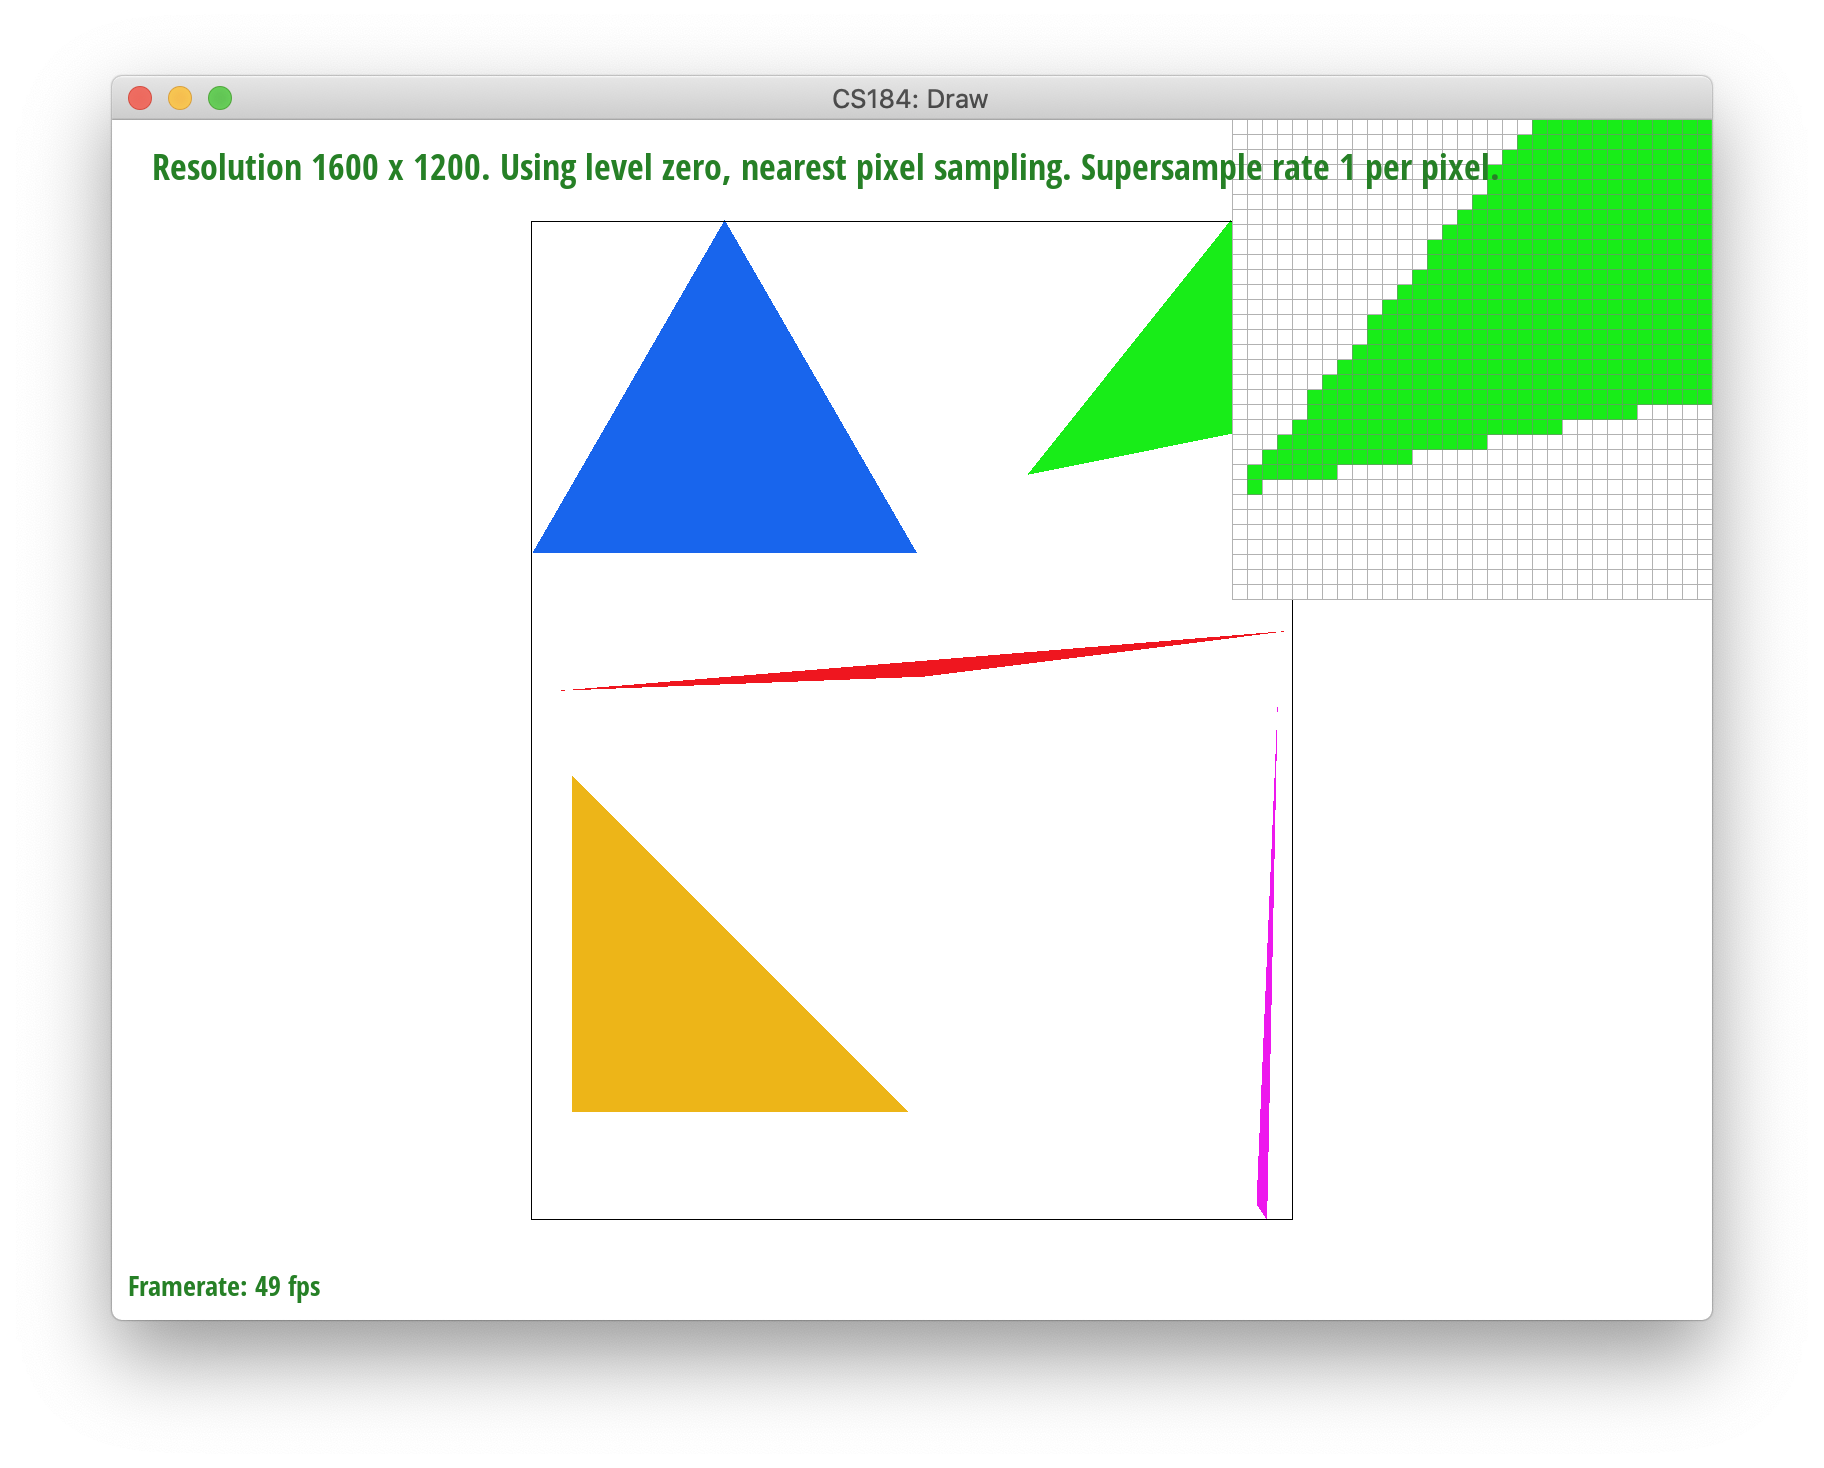 CS184: Draw
Resolution 1600 x 1200. Using level zero, nearest pixel sampling. Supersample rate 1 per pixel.
Framerate: 49 fps